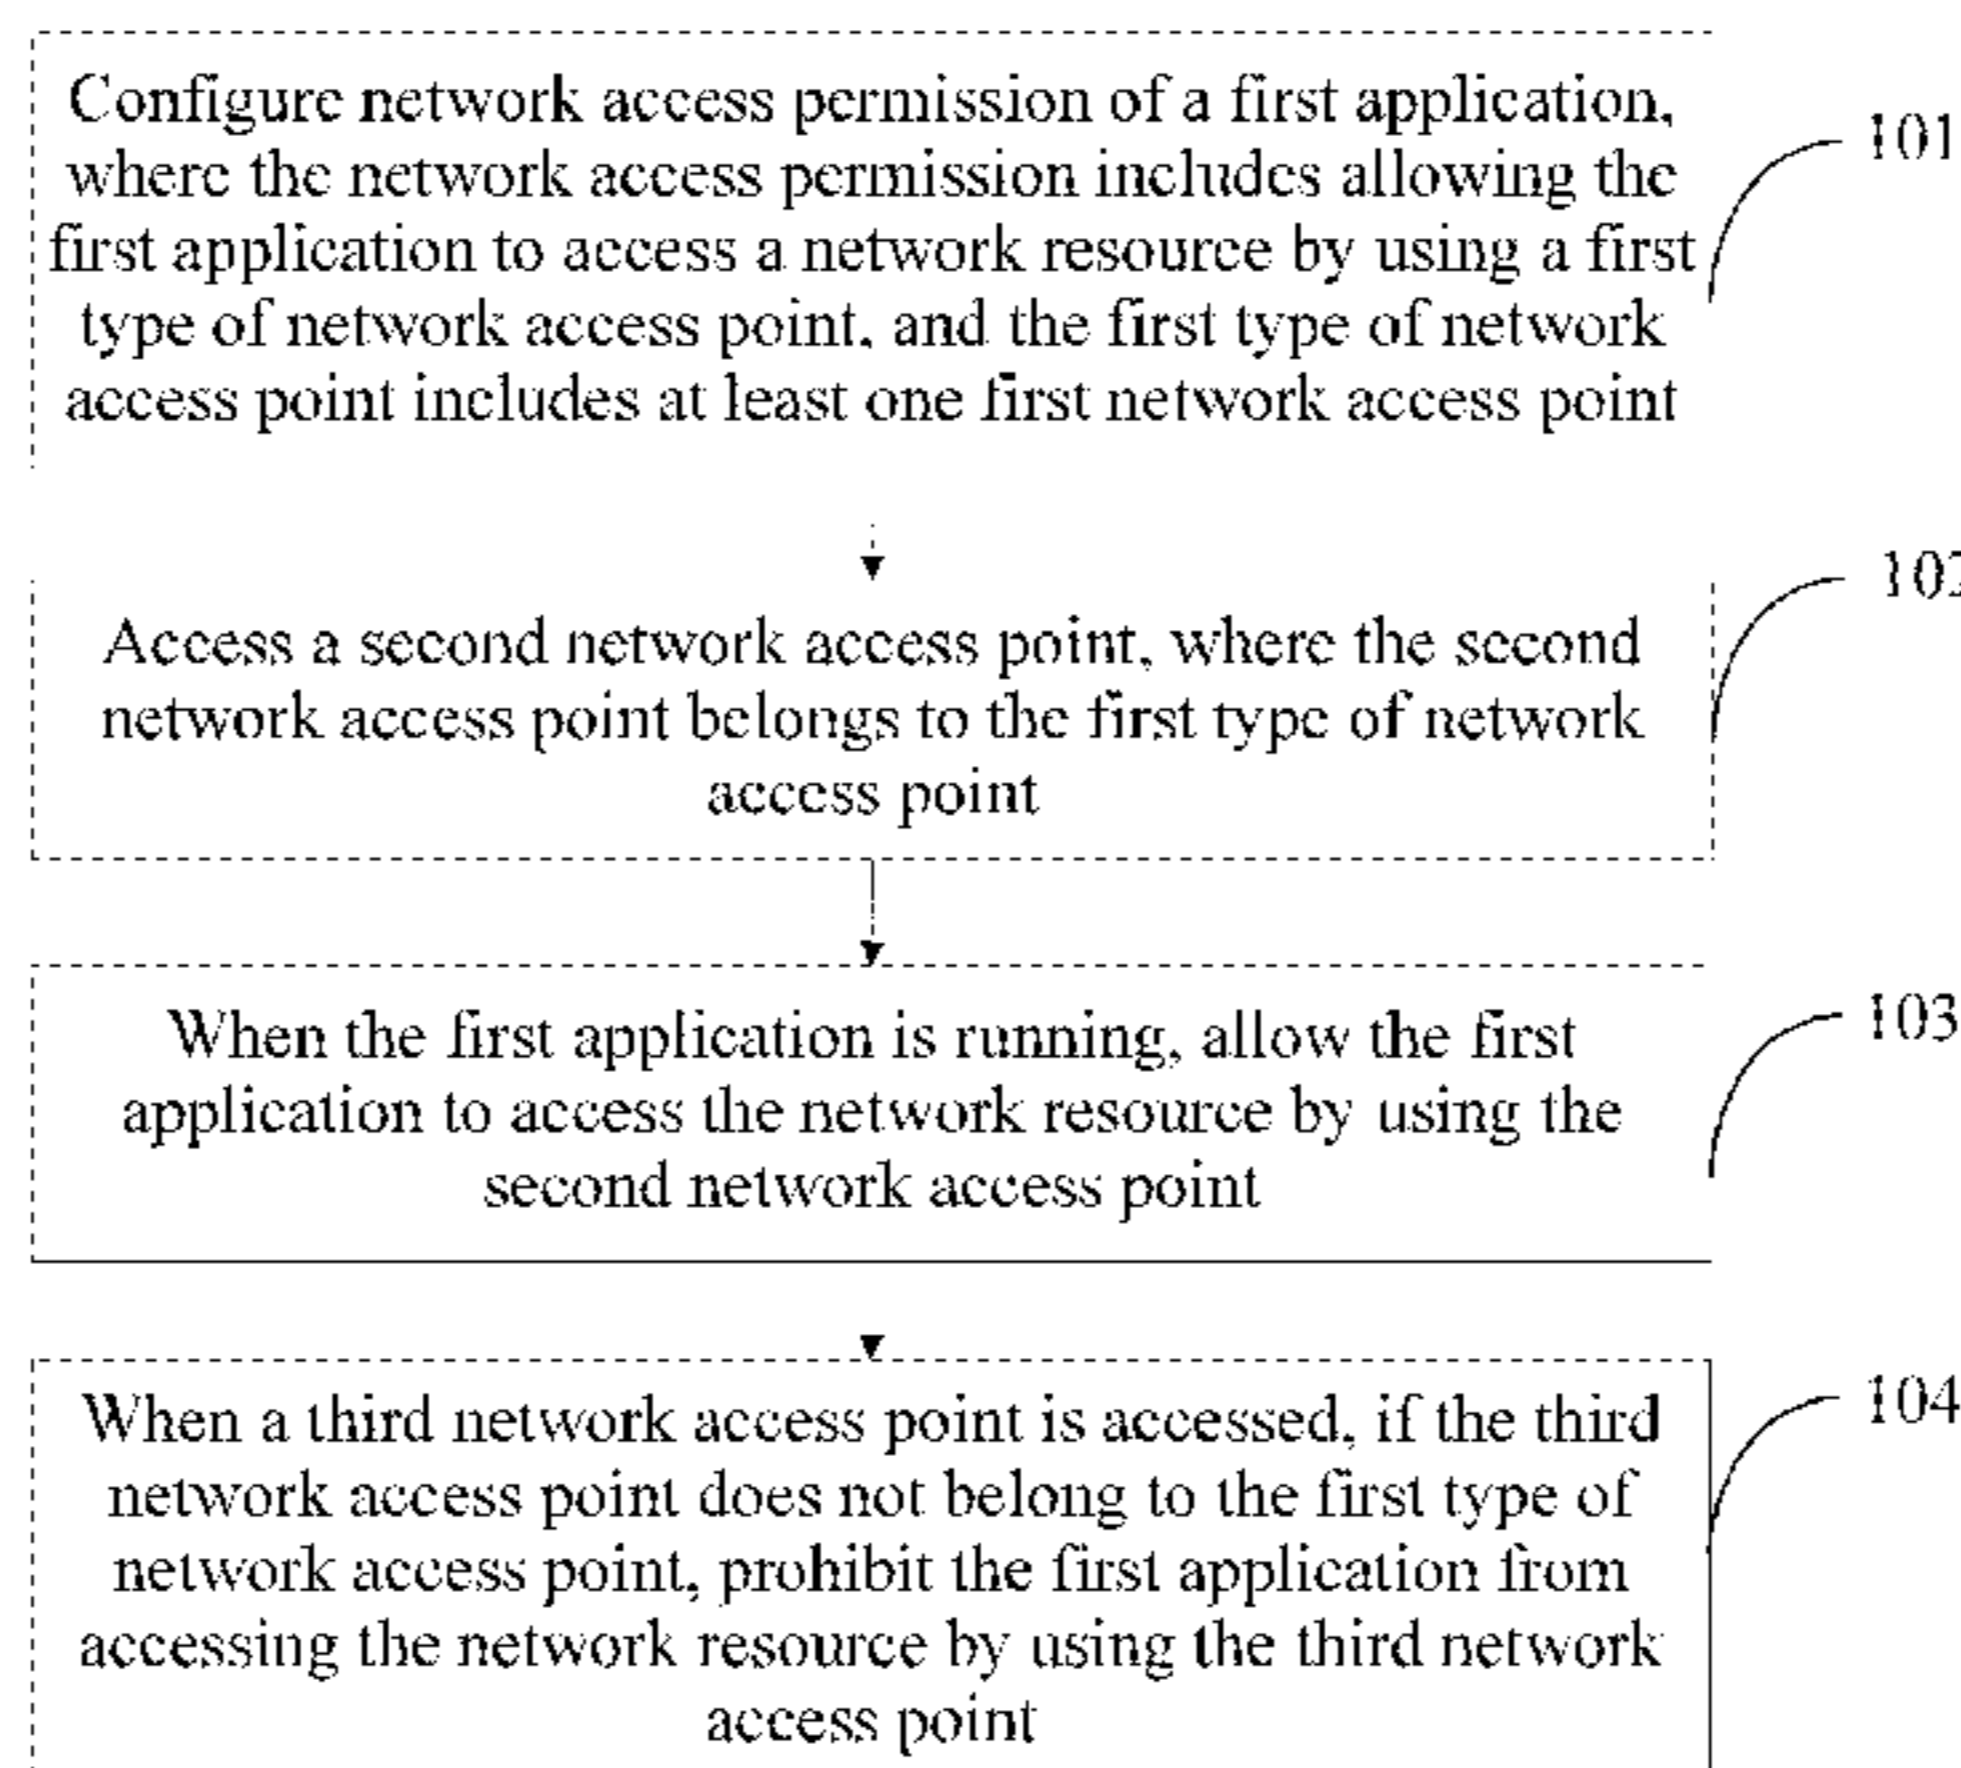 Configure network access permission of a first application,
101
where the network access permission includes allowing the
first application to access a network resource by using a first
type of network access point, and the first type of network
access point includes at least one first network access point
102
Access a second network access point, where the second
network access point belongs to the first type of network
access point
When the first application is running, allow the first
103
application to access the network resource by using the
second network access point
When a third network access point is accessed, if the third
104
network access point does not belong to the first type of
network access point, prohibit the first application from
accessing the network resource by using the third network
access point